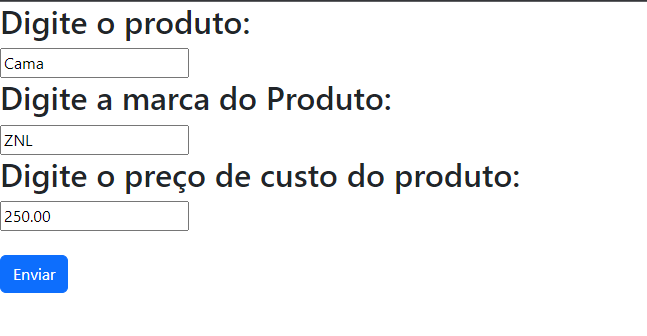 Digite o produto:
Cama
Digite a marca do Produto:
ZNL
Digite o preço de custo do produto:
250.00
Enviar